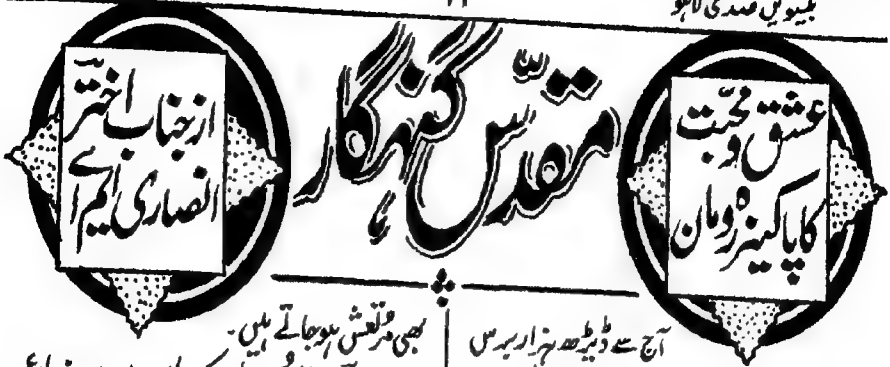 بیسویں صدی لاہور
عشق و محبت
کا پاکیزہ رومان
مقدّس گنہگار
از جناب اختر
انصاری ایم اے
آج سے ڈیڑھ ہزار برس
بھی مرتعش ہو جاتے ہیں۔